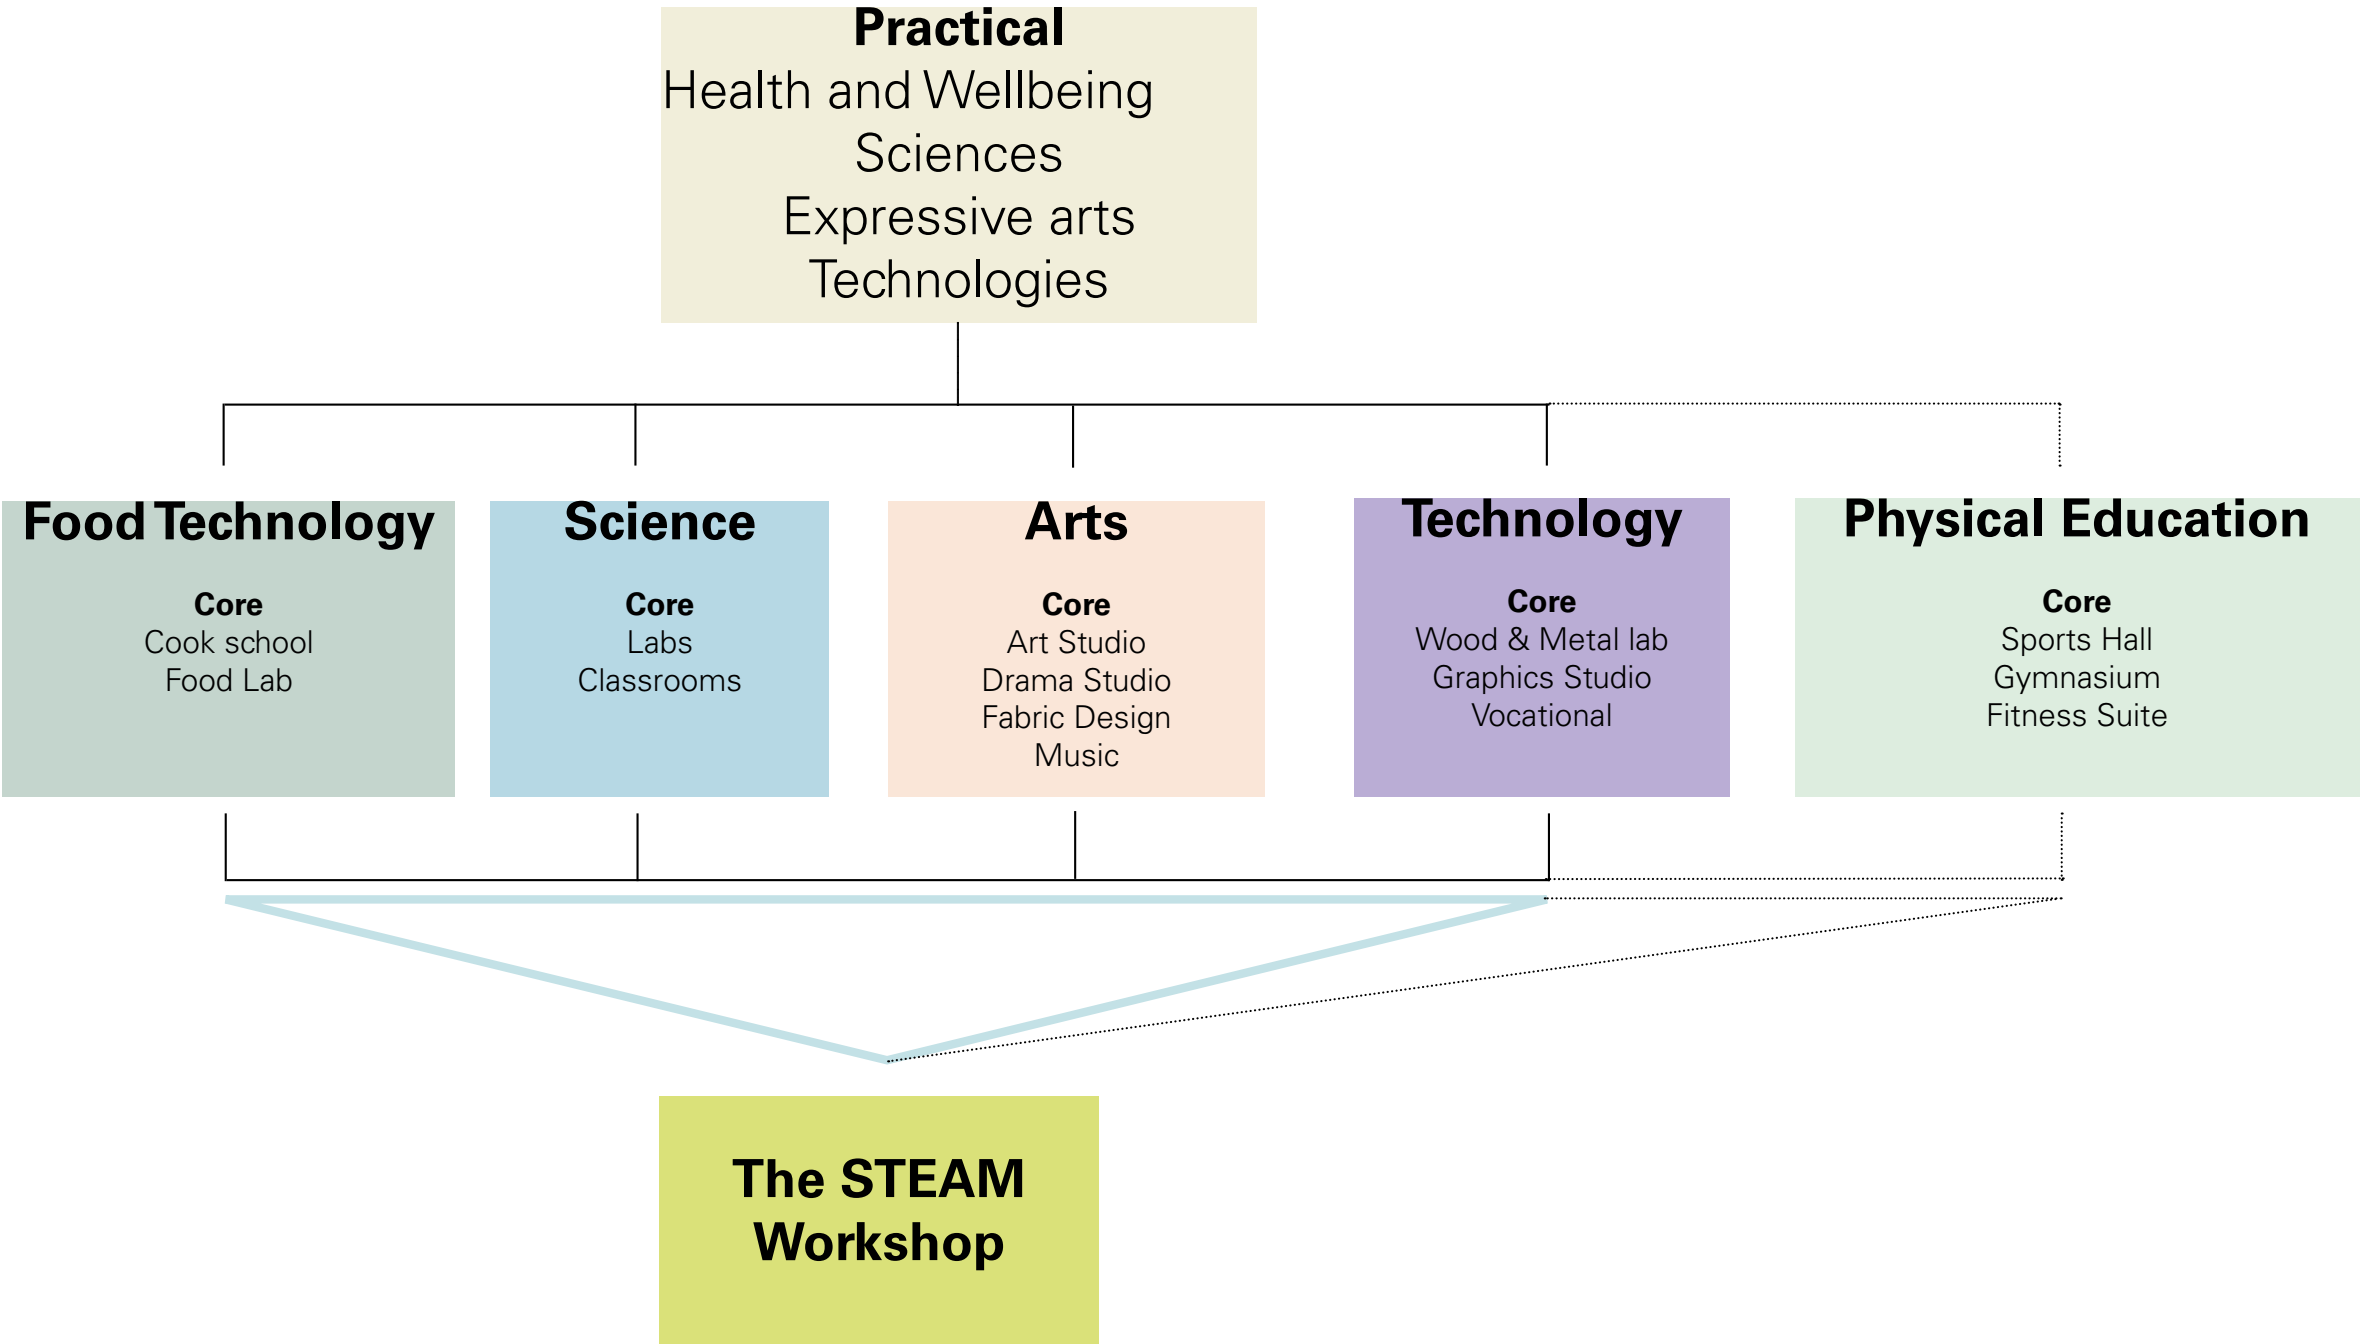 Practical
Health and Wellbeing
Sciences
Expressive arts
Technologies
Food Technology
Core
Cook school
Food Lab
Science
Core
Labs
Classrooms
Arts
Core
Art Studio
Drama Studio
Fabric Design
Music
Technology
Core
Wood & Metal lab
Graphics Studio
Vocational
Physical Education
Core
Sports Hall
Gymnasium
Fitness Suite
The STEAM
Workshop